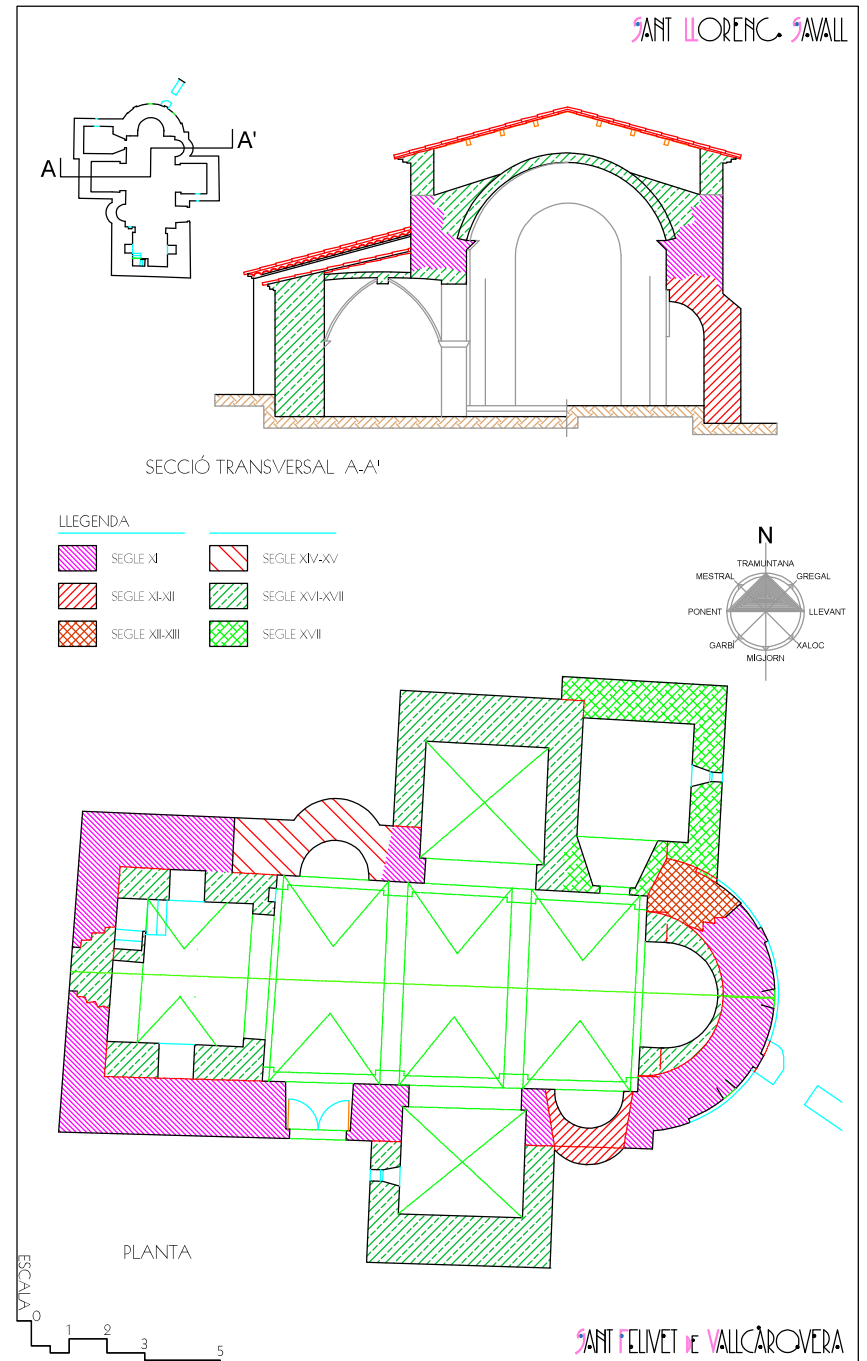 SANT LLORENÇ SAVALL
A A'
SECCIÓ TRANSVERSAL A-A'
LLEGENDA
SEGLE XI
SEGLE XI-XII
SEGLE XII-XIII
SEGLE XIV-XV
SEGLE XVI-XVII
SEGLE XVII
N
TRAMUNTANA
MESTRAL GREGAL
PONENT LLEVANT
GARBÍ XALOC
MIGJORN
PLANTA
ESCALA
0 1 2 3 5
SANT FELIVET DE VALLCÀROVERA